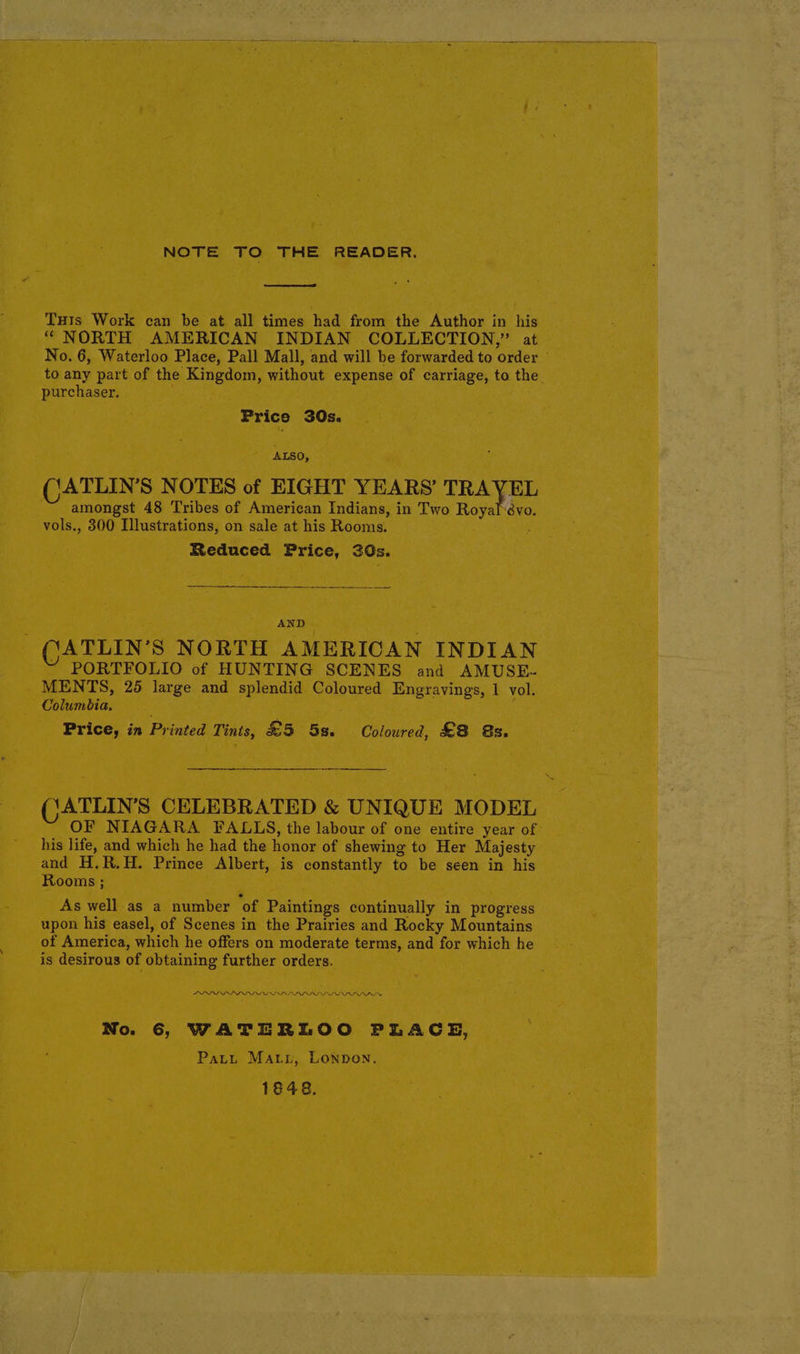 NOTE TO THE READER.
This Work can be at all times had from the Author in his
“ NORTH AMERICAN INDIAN COLLECTION,” at
No. 6, Waterloo Place, Pall Mall, and will be forwarded to order
to any part of the Kingdom, without expense of carriage, to the
purchaser.
Price 30s.
ALSO,
CATLIN'S NOTES of EIGHT YEARS' TRAVEL
amongst 48 Tribes of American Indians, in Two Royal 8vo.
vols., 300 Illustrations, on sale at his Rooms.
Reduced Price, 30s.
AND
CATLIN'S NORTH AMERICAN INDIAN
PORTFOLIO of HUNTING SCENES and AMUSE-
MENTS, 25 large and splendid Coloured Engravings, 1 vol.
Columbia.
Price, in Printed Tints, £5 5s. Coloured, £8 8s.
CATLIN'S CELEBRATED & UNIQUE MODEL
OF NIAGARA FALLS, the labour of one entire year of
his life, and which he had the honor of shewing to Her Majesty
and H.R.H. Prince Albert, is constantly to be seen in his
Rooms ;
As well as a number of Paintings continually in progress
upon his easel, of Scenes in the Prairies and Rocky Mountains
of America, which he offers on moderate terms, and for which he
is desirous of obtaining further orders.
No. 6, WATERLOO PLACE,
Pall Mall, London.
1848.